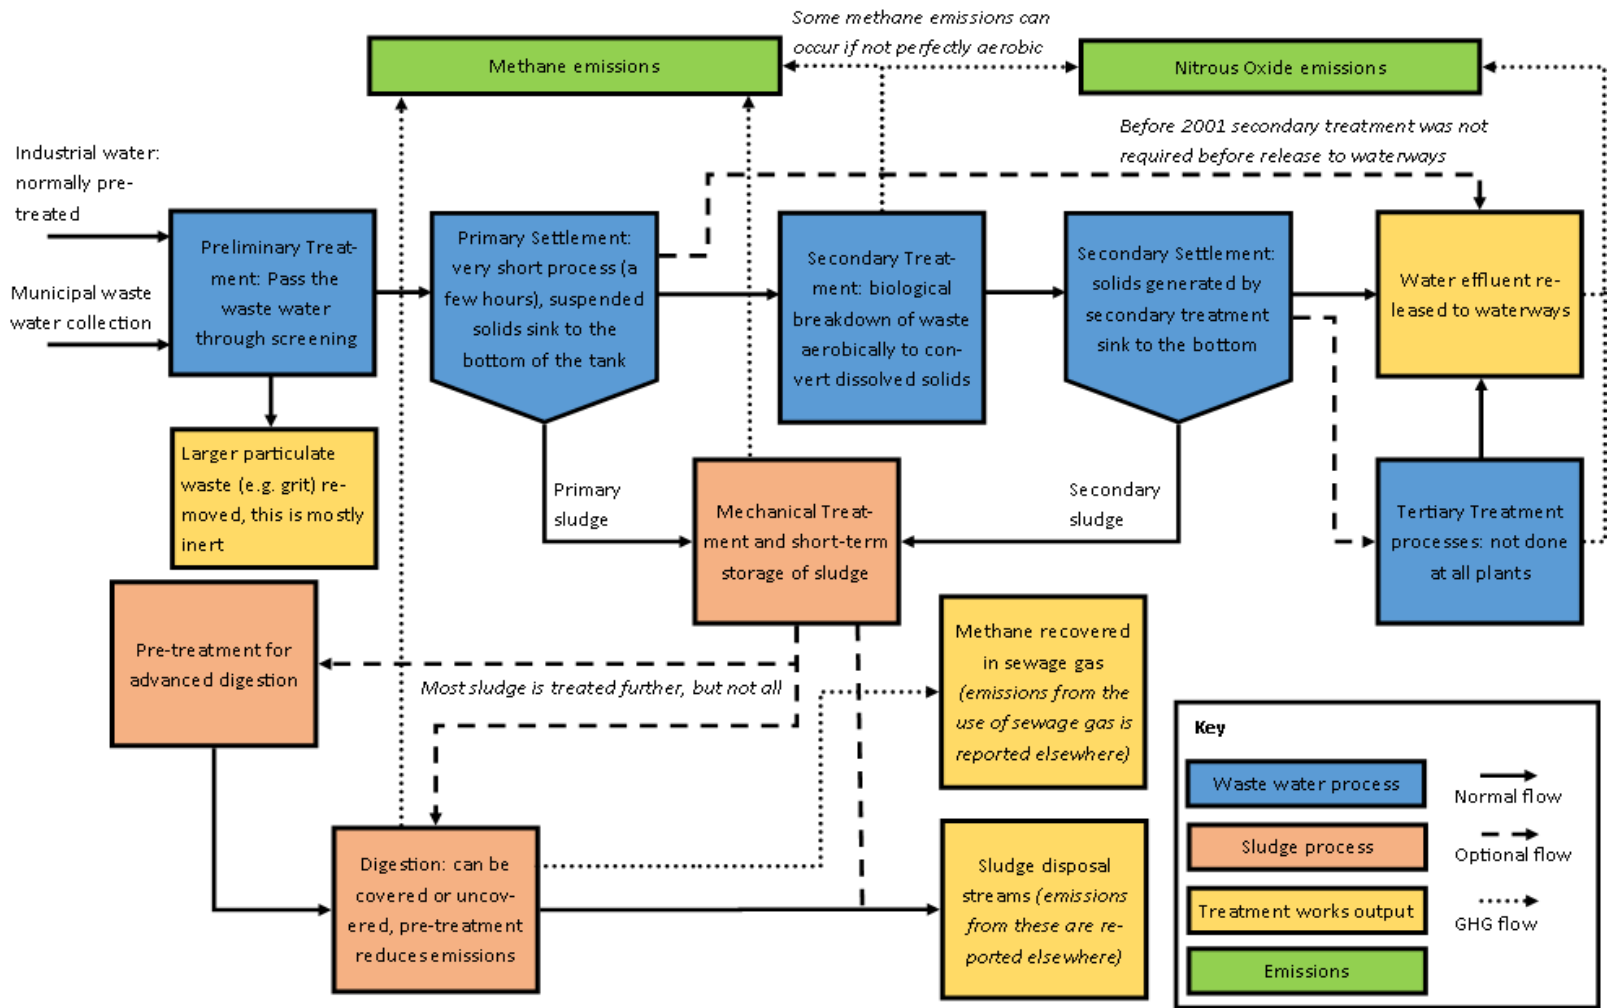 Some methane emissions can
occur if not perfectly aerobic
Methane emissions
Nitrous Oxide emissions
Before 2001 secondary treatment was not
required before release to waterways
Industrial water:
normally pre-
treated
Municipal waste
water collection
Preliminary Treat-
ment: Pass the
waste water
through screening
Primary Settlement:
very short process (a
few hours), suspended
solids sink to the
bottom of the tank
Secondary Treat-
ment: biological
breakdown of waste
aerobically to con-
vert dissolved solids
Secondary Settlement:
solids generated by
secondary treatment
sink to the bottom
Water effluent re-
leased to waterways
Larger particulate
waste (e.g. grit) re-
moved, this is mostly
inert
Primary
sludge
Mechanical Treat-
ment and short-term
storage of sludge
Secondary
sludge
Tertiary Treatment
processes: not done
at all plants
Pre-treatment for
advanced digestion
Most sludge is treated further, but not all
Methane recovered
in sewage gas
(emissions from the
use of sewage gas is
reported elsewhere)
Digestion: can be
covered or uncov-
ered, pre-treatment
reduces emissions
Sludge disposal
streams (emissions
from these are re-
ported elsewhere)
Key
Waste water process
Normal flow
Sludge process
Optional flow
Treatment works output
GHG flow
Emissions